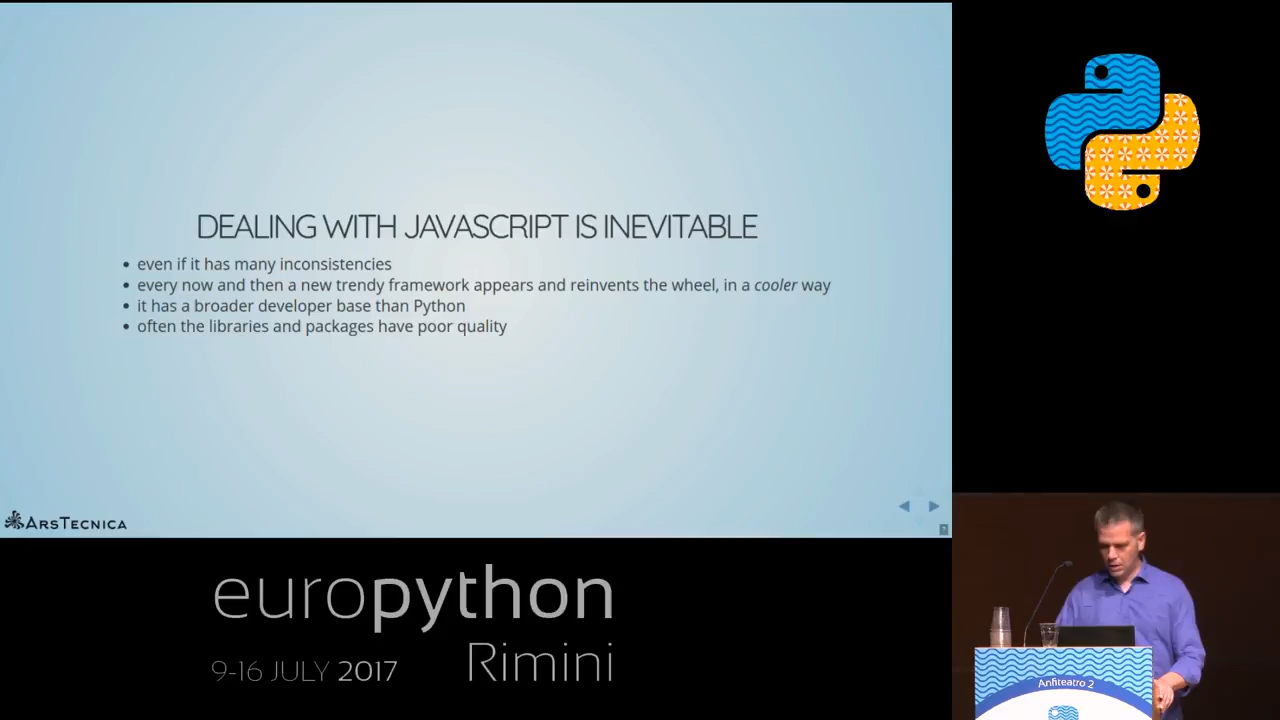 DEALING WITH JAVASCRIPT IS INEVITABLE
• even if it has many inconsistencies
• every now and then a new trendy framework appears and reinvents the wheel, in a cooler way
• it has a broader developer base than Python
• often the libraries and packages have poor quality
ARSTECNICA
europython
9-16 JULY 2017 Rimini
Anfiteatro 2